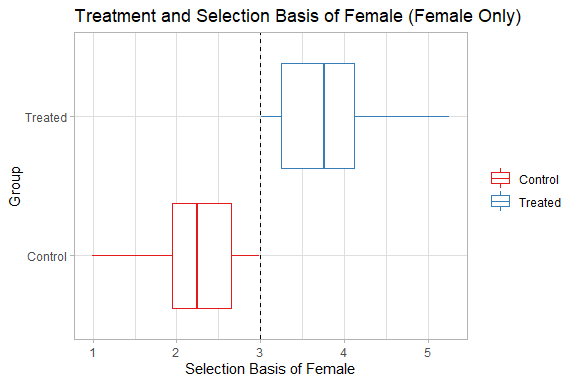 Treatment and Selection Basis of Female (Female Only)
Treated
Control
Group
1 2 3 4 5
Selection Basis of Female
Control
Treated